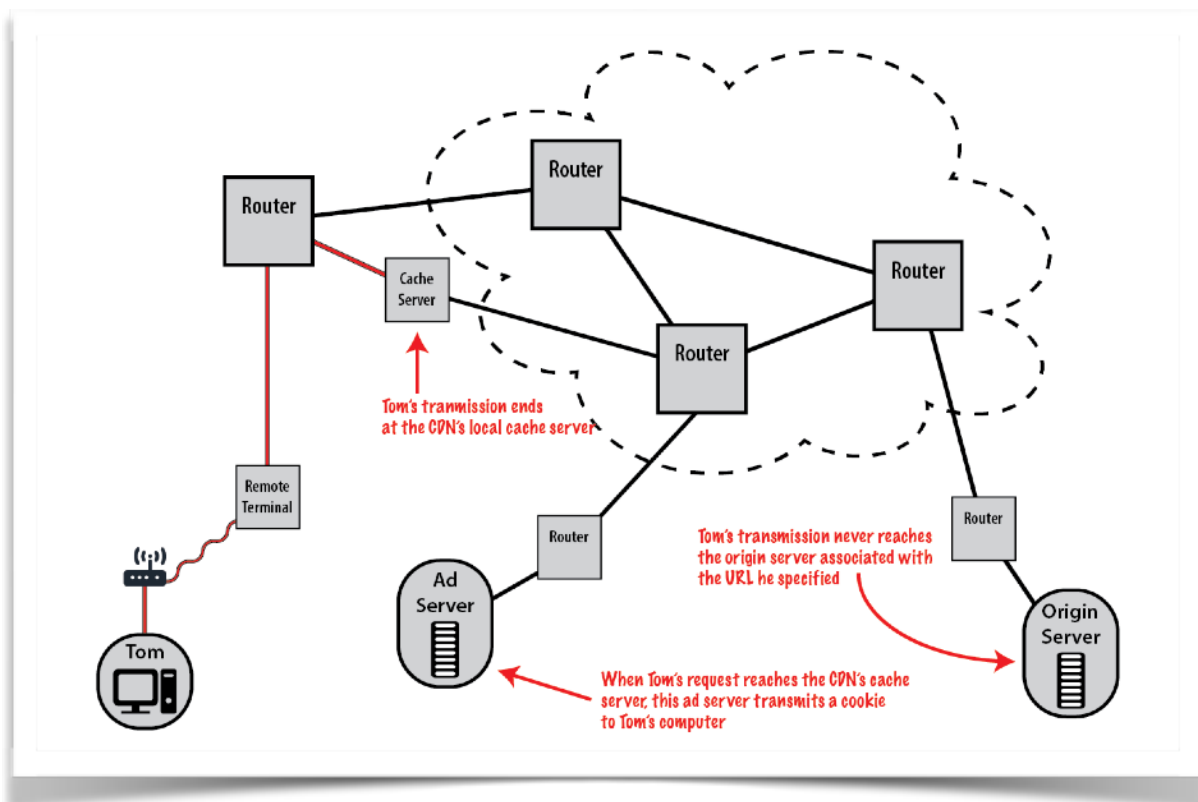 Router
Router
Router
Cache
Server
Router
Tom's tranmission ends
at the CDN's local cache server
Remote
Terminal
Router
Router
Tom's transmission never reaches
the origin server associated with
the URL he specified
Ad
Server
Origin
Server
Tom
When Tom's request reaches the CDN's cache
server, this ad server transmits a cookie
to Tom's computer